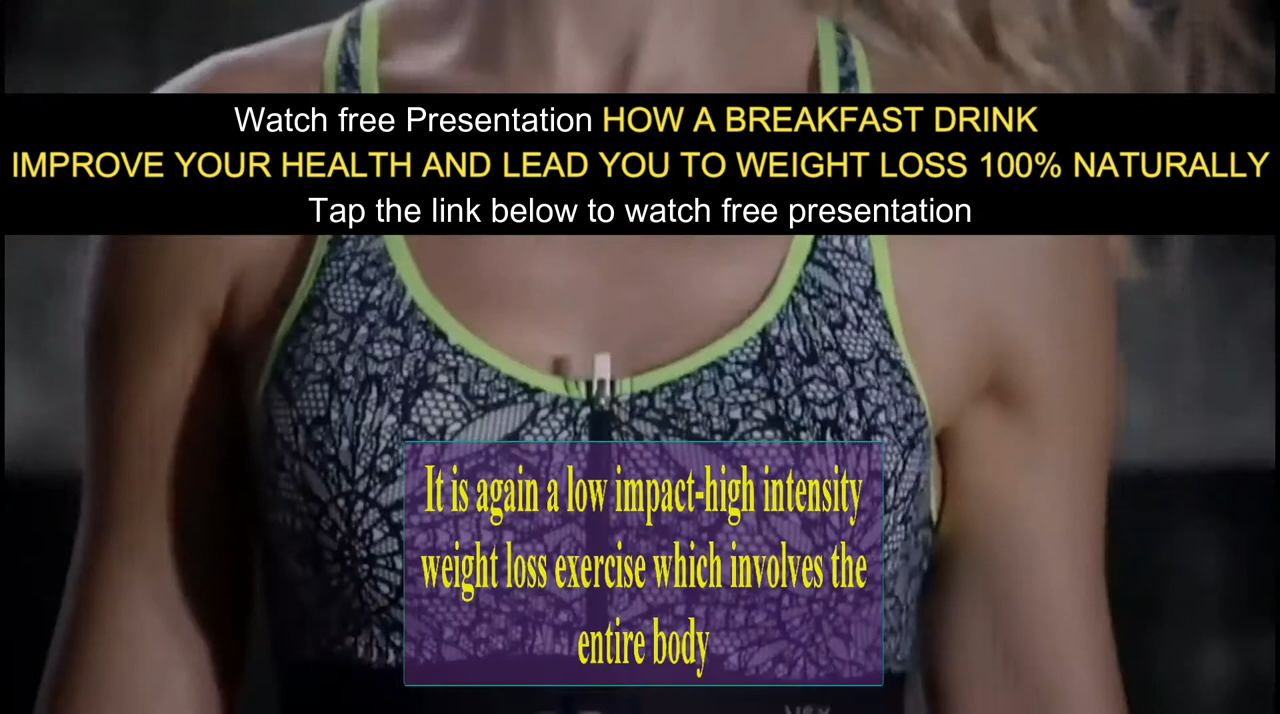 Watch free Presentation HOW A BREAKFAST DRINK
IMPROVE YOUR HEALTH AND LEAD YOU TO WEIGHT LOSS 100% NATURALLY
Tap the link below to watch free presentation
It is again a low impact-high intensity
weight loss exercise which involves the
entire body